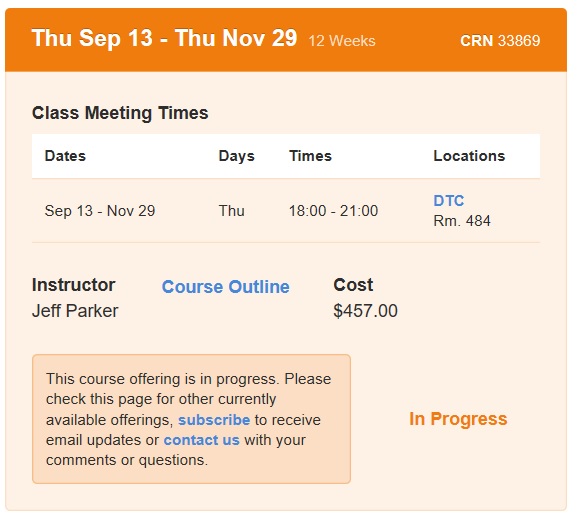 Thu Sep 13 - Thu Nov 29 12 Weeks CRN 33869
Class Meeting Times
Dates Days Times Locations
Sep 13 - Nov 29 Thu 18:00 - 21:00 DTC
Rm. 484
Instructor Course Outline Cost
Jeff Parker $457.00
This course offering is in progress. Please
check this page for other currently
available offerings, subscribe to receive
email updates or contact us with your
comments or questions.
In Progress